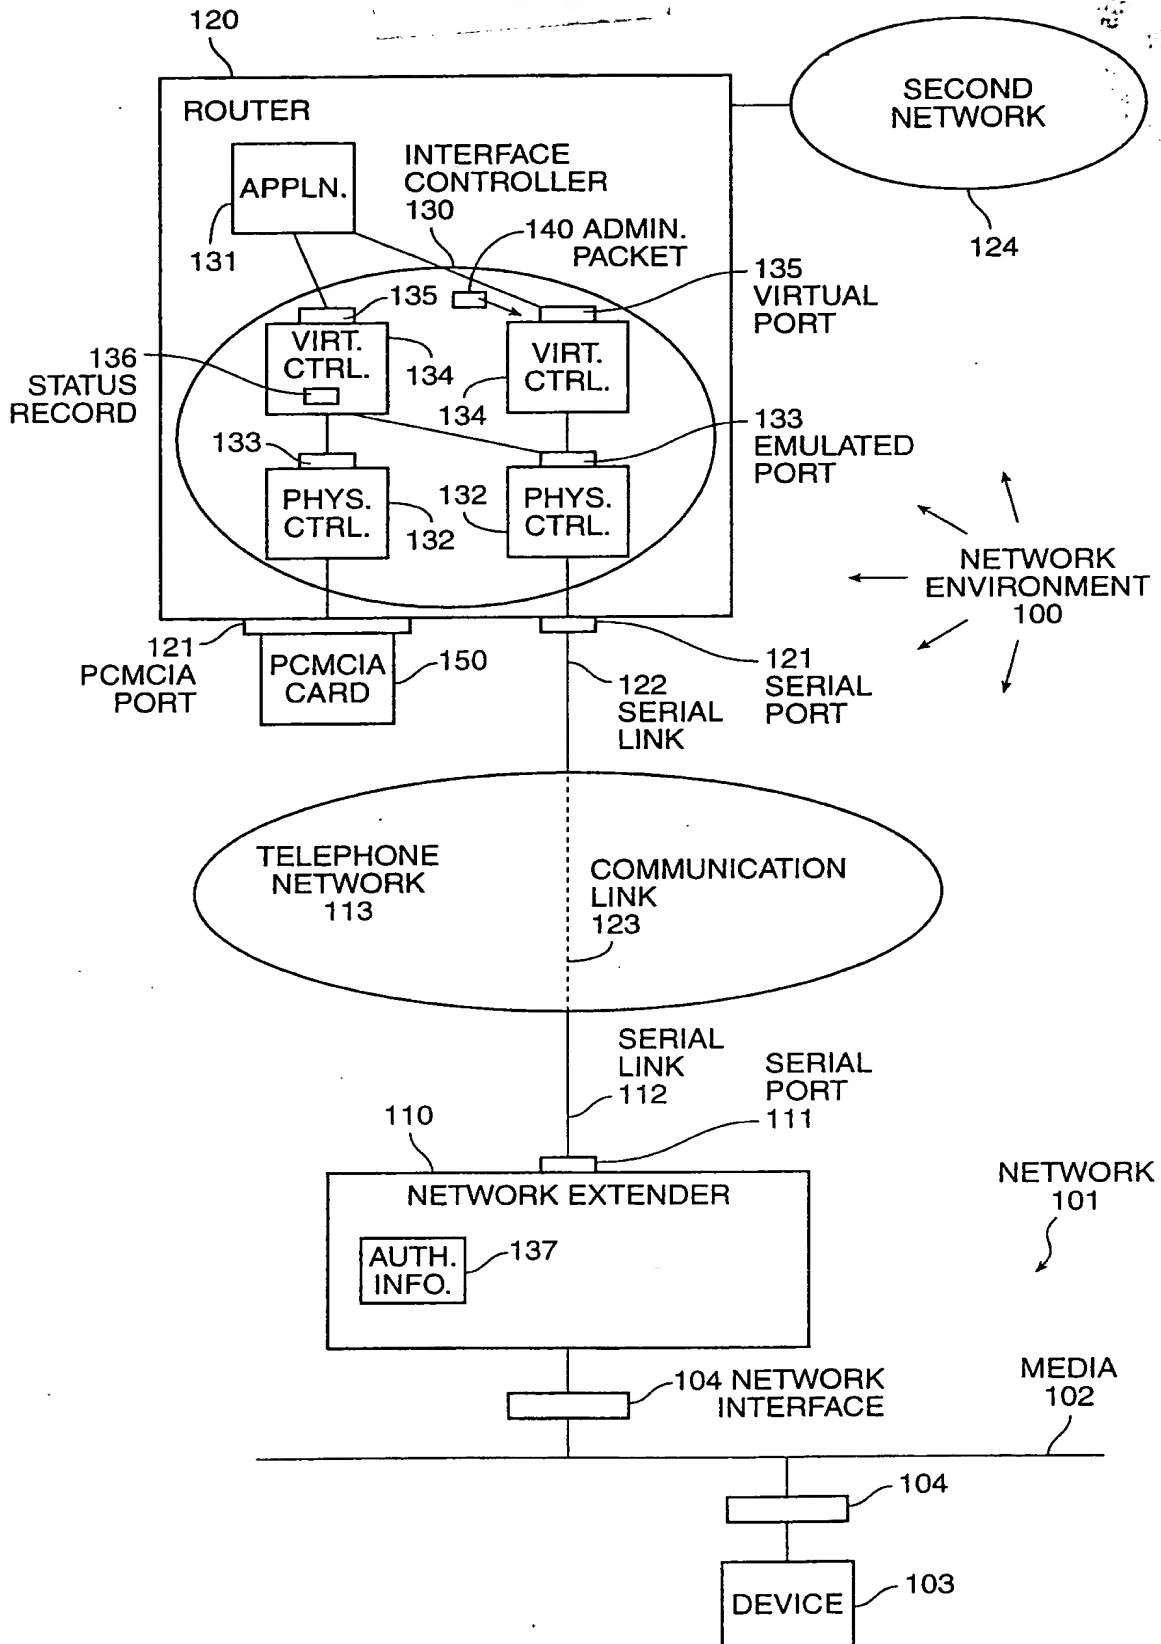 120
ROUTER
SECOND
NETWORK
124
APPLN.
131
INTERFACE
CONTROLLER
130
140 ADMIN.
PACKET
135
VIRTUAL
PORT
135
VIRT.
CTRL.
134
VIRT.
CTRL.
134
136
STATUS
RECORD
133
133
EMULATED
PORT
PHYS.
CTRL.
132
132
PHYS.
CTRL.
NETWORK
ENVIRONMENT
100
121
PCMCIA
PORT
PCMCIA
CARD
150
122
SERIAL
LINK
121
SERIAL
PORT
TELEPHONE
NETWORK
113
COMMUNICATION
LINK
123
SERIAL
LINK
112
SERIAL
PORT
111
110
NETWORK EXTENDER
AUTH.
INFO.
137
NETWORK
101
104 NETWORK
INTERFACE
MEDIA
102
104
DEVICE
103